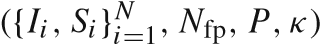 ({I_i, S_i}_{i=1}^N, N_fp, P, κ)